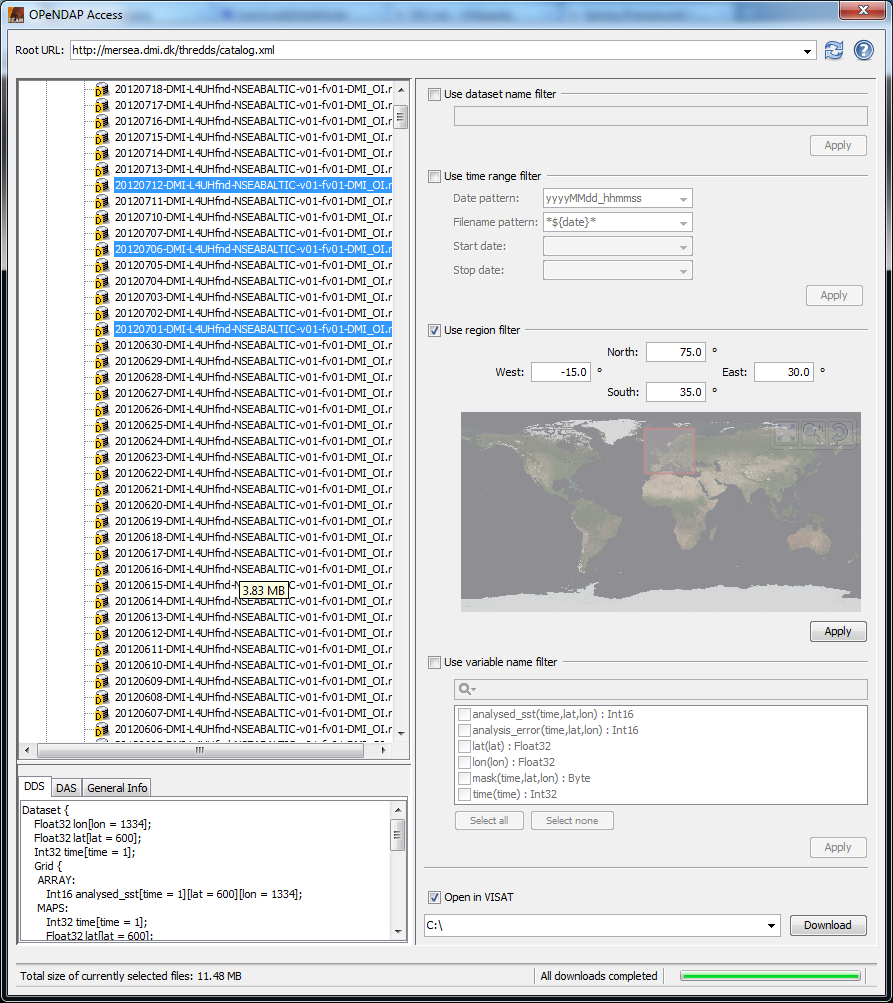 OPeNDAP Access
Root URL: http://mersea.dmi.dk/thredds/catalog.xml
20120718-DMI-L4UHfnd-NSEABALTIC-v01-fv01-DMI_OI.r
20120717-DMI-L4UHfnd-NSEABALTIC-v01-fv01-DMI_OI.r
20120716-DMI-L4UHfnd-NSEABALTIC-v01-fv01-DMI_OI.r
20120715-DMI-L4UHfnd-NSEABALTIC-v01-fv01-DMI_OI.r
20120714-DMI-L4UHfnd-NSEABALTIC-v01-fv01-DMI_OI.r
20120713-DMI-L4UHfnd-NSEABALTIC-v01-fv01-DMI_OI.r
20120712-DMI-L4UHfnd-NSEABALTIC-v01-fv01-DMI_OI.r
20120711-DMI-L4UHfnd-NSEABALTIC-v01-fv01-DMI_OI.r
20120710-DMI-L4UHfnd-NSEABALTIC-v01-fv01-DMI_OI.r
20120707-DMI-L4UHfnd-NSEABALTIC-v01-fv01-DMI_OI.r
20120706-DMI-L4UHfnd-NSEABALTIC-v01-fv01-DMI_OI.r
20120705-DMI-L4UHfnd-NSEABALTIC-v01-fv01-DMI_OI.r
20120704-DMI-L4UHfnd-NSEABALTIC-v01-fv01-DMI_OI.r
20120703-DMI-L4UHfnd-NSEABALTIC-v01-fv01-DMI_OI.r
20120702-DMI-L4UHfnd-NSEABALTIC-v01-fv01-DMI_OI.r
20120701-DMI-L4UHfnd-NSEABALTIC-v01-fv01-DMI_OI.r
20120630-DMI-L4UHfnd-NSEABALTIC-v01-fv01-DMI_OI.r
20120629-DMI-L4UHfnd-NSEABALTIC-v01-fv01-DMI_OI.r
20120628-DMI-L4UHfnd-NSEABALTIC-v01-fv01-DMI_OI.r
20120627-DMI-L4UHfnd-NSEABALTIC-v01-fv01-DMI_OI.r
20120626-DMI-L4UHfnd-NSEABALTIC-v01-fv01-DMI_OI.r
20120625-DMI-L4UHfnd-NSEABALTIC-v01-fv01-DMI_OI.r
20120624-DMI-L4UHfnd-NSEABALTIC-v01-fv01-DMI_OI.r
20120623-DMI-L4UHfnd-NSEABALTIC-v01-fv01-DMI_OI.r
20120622-DMI-L4UHfnd-NSEABALTIC-v01-fv01-DMI_OI.r
20120621-DMI-L4UHfnd-NSEABALTIC-v01-fv01-DMI_OI.r
20120620-DMI-L4UHfnd-NSEABALTIC-v01-fv01-DMI_OI.r
20120619-DMI-L4UHfnd-NSEABALTIC-v01-fv01-DMI_OI.r
20120618-DMI-L4UHfnd-NSEABALTIC-v01-fv01-DMI_OI.r
20120617-DMI-L4UHfnd-NSEABALTIC-v01-fv01-DMI_OI.r
20120616-DMI-L4UHfnd-NSEABALTIC-v01-fv01-DMI_OI.r
20120615-DMI-L4UHfnd-NSEABALTIC-v01-fv01-DMI_OI.r
3.83 MB
20120614-DMI-L4UHfnd-NSEABALTIC-v01-fv01-DMI_OI.r
20120613-DMI-L4UHfnd-NSEABALTIC-v01-fv01-DMI_OI.r
20120612-DMI-L4UHfnd-NSEABALTIC-v01-fv01-DMI_OI.r
20120611-DMI-L4UHfnd-NSEABALTIC-v01-fv01-DMI_OI.r
20120610-DMI-L4UHfnd-NSEABALTIC-v01-fv01-DMI_OI.r
20120609-DMI-L4UHfnd-NSEABALTIC-v01-fv01-DMI_OI.r
20120608-DMI-L4UHfnd-NSEABALTIC-v01-fv01-DMI_OI.r
20120607-DMI-L4UHfnd-NSEABALTIC-v01-fv01-DMI_OI.r
20120606-DMI-L4UHfnd-NSEABALTIC-v01-fv01-DMI_OI.r
DDS DAS General Info
Dataset {
Float32 lon[lon = 1334];
Float32 lat[lat = 600];
Int32 time[time = 1];
Grid {
ARRAY:
Int16 analysed_sst[time = 1][lat = 600][lon = 1334];
MAPS:
Int32 time[time = 1];
Float32 lat[lat = 600];
Use dataset name filter
Apply
Use time range filter
Date pattern: yyyyMMdd_hhmmss
Filename pattern: *${date}*
Start date:
Stop date:
Apply
Use region filter
North: 75.0 °
West: -15.0 ° East: 30.0 °
South: 35.0 °
Apply
Use variable name filter
analysed_sst(time,lat,lon) : Int16
analysis_error(time,lat,lon) : Int16
lat(lat) : Float32
lon(lon) : Float32
mask(time,lat,lon) : Byte
time(time) : Int32
Select all Select none
Apply
Open in VISAT
C:\ Download
Total size of currently selected files: 11.48 MB All downloads completed